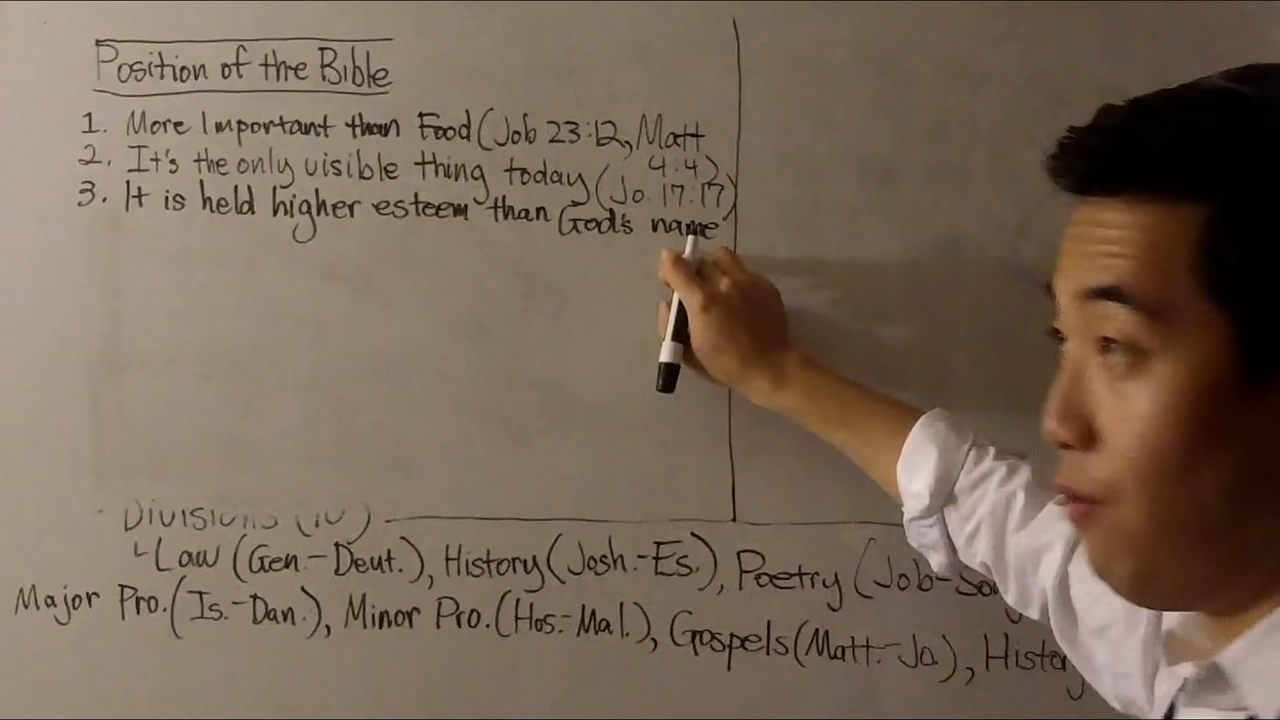 Position of the Bible
1. More Important than Food (Job 23:12, Matt
4:4)
2. It's the only visible thing today (Jo. 17:17)
3. It is held higher esteem than God's name
Divisions (10)
Law (Gen.-Deut.), History (Josh.-Es.), Poetry (Job-Song
Major Pro. (Is.-Dan.), Minor Pro. (Hos.-Mal.), Gospels (Matt.-Jo.), History